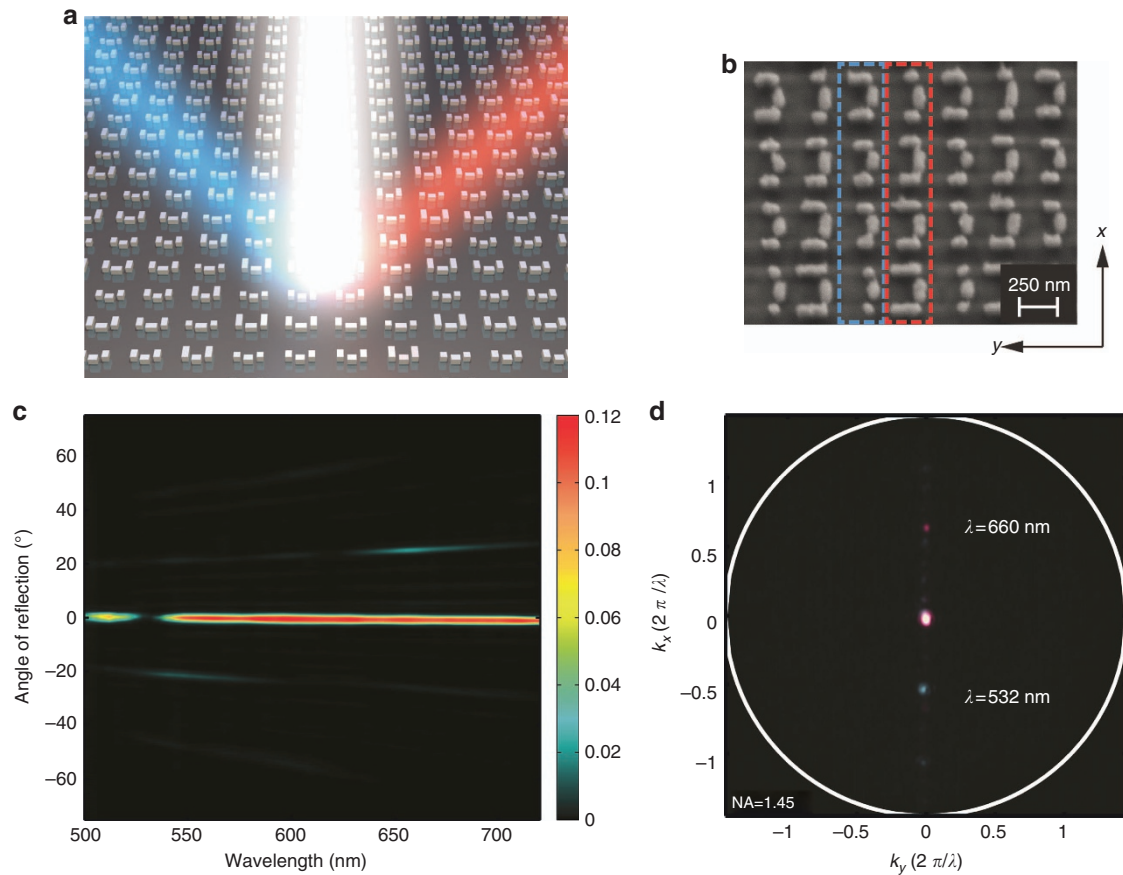 a
b
x
250 nm
y
c
Angle of reflection (°)
60
40
20
0
–20
–40
–60
500
550
600
650
700
Wavelength (nm)
0.12
0.1
0.08
0.06
0.04
0.02
0
d
kx (2 π /λ)
1
0.5
0
–0.5
–1
λ=660 nm
λ=532 nm
NA=1.45
–1
–0.5
0
0.5
1
ky (2 π/λ)